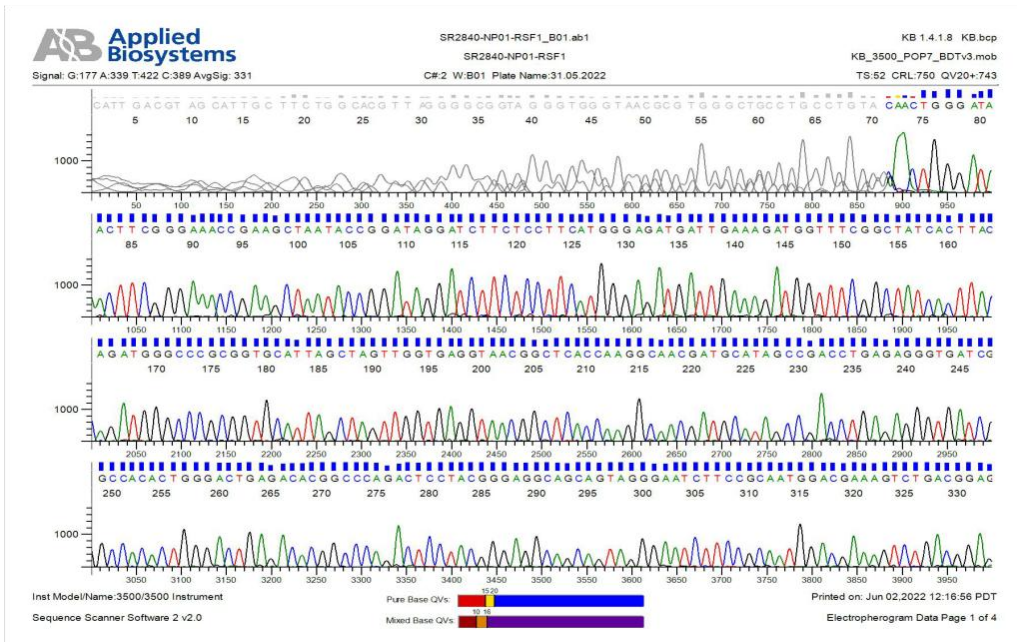 AB Applied Biosystems
SR2840-NP01-RSF1_B01.ab1
KB 1.4.1.8 KB.bcp
SR2840-NP01-RSF1
KB_3500_POP7_BDTv3.mob
Signal: G:177 A:339 T:422 C:389 AvgSig: 331
C#:2 W:B01 Plate Name:31.05.2022
TS:52 CRL:750 QV20+:743
CATT GACGT AGCATTGC TTCTGGCACGTT AGGGGCGGTA GGGTGGGTAACGCGTGGGCTGCCTGCCTGTA CAACTGGGATA
5 10 15 20 25 30 35 40 45 50 55 60 65 70 75 80
1000
50 100 150 200 250 300 350 400 450 500 550 600 650 700 750 800 850 900 950
ACTTCGGGAAACCGAAGCTAATACCGGATAGGATCTTCTCCTTCATGGGAGATGATTGAAAGATGGTTTCGGCTATCACTTAC
85 90 95 100 105 110 115 120 125 130 135 140 145 150 155 160
1000
1050 1100 1150 1200 1250 1300 1350 1400 1450 1500 1550 1600 1650 1700 1750 1800 1850 1900 1950
AGATGGGCCCGCGGTGCATTAGCTAGTTGGTGAGGTAACGGCTCACCAAGGCAACGATGCATAGCCGACCTGAGAGGGTGATCG
170 175 180 185 190 195 200 205 210 215 220 225 230 235 240 245
1000
2050 2100 2150 2200 2250 2300 2350 2400 2450 2500 2550 2600 2650 2700 2750 2800 2850 2900 2950
GCCACACTGGGACTGAGACACGGCCCAGACTCCTACGGGAGGCAGCAGTAGGGAATCTTCCGCAATGGACGAAAGTCTGACGGAG
250 255 260 265 270 275 280 285 290 295 300 305 310 315 320 325 330
1000
3050 3100 3150 3200 3250 3300 3350 3400 3450 3500 3550 3600 3650 3700 3750 3800 3850 3900 3950
Inst Model/Name:3500/3500 Instrument
Pure Base QVs: 15 20
Printed on: Jun 02,2022 12:16:56 PDT
Sequence Scanner Software 2 v2.0
Mixed Base QVs: 10 16
Electropherogram Data Page 1 of 4